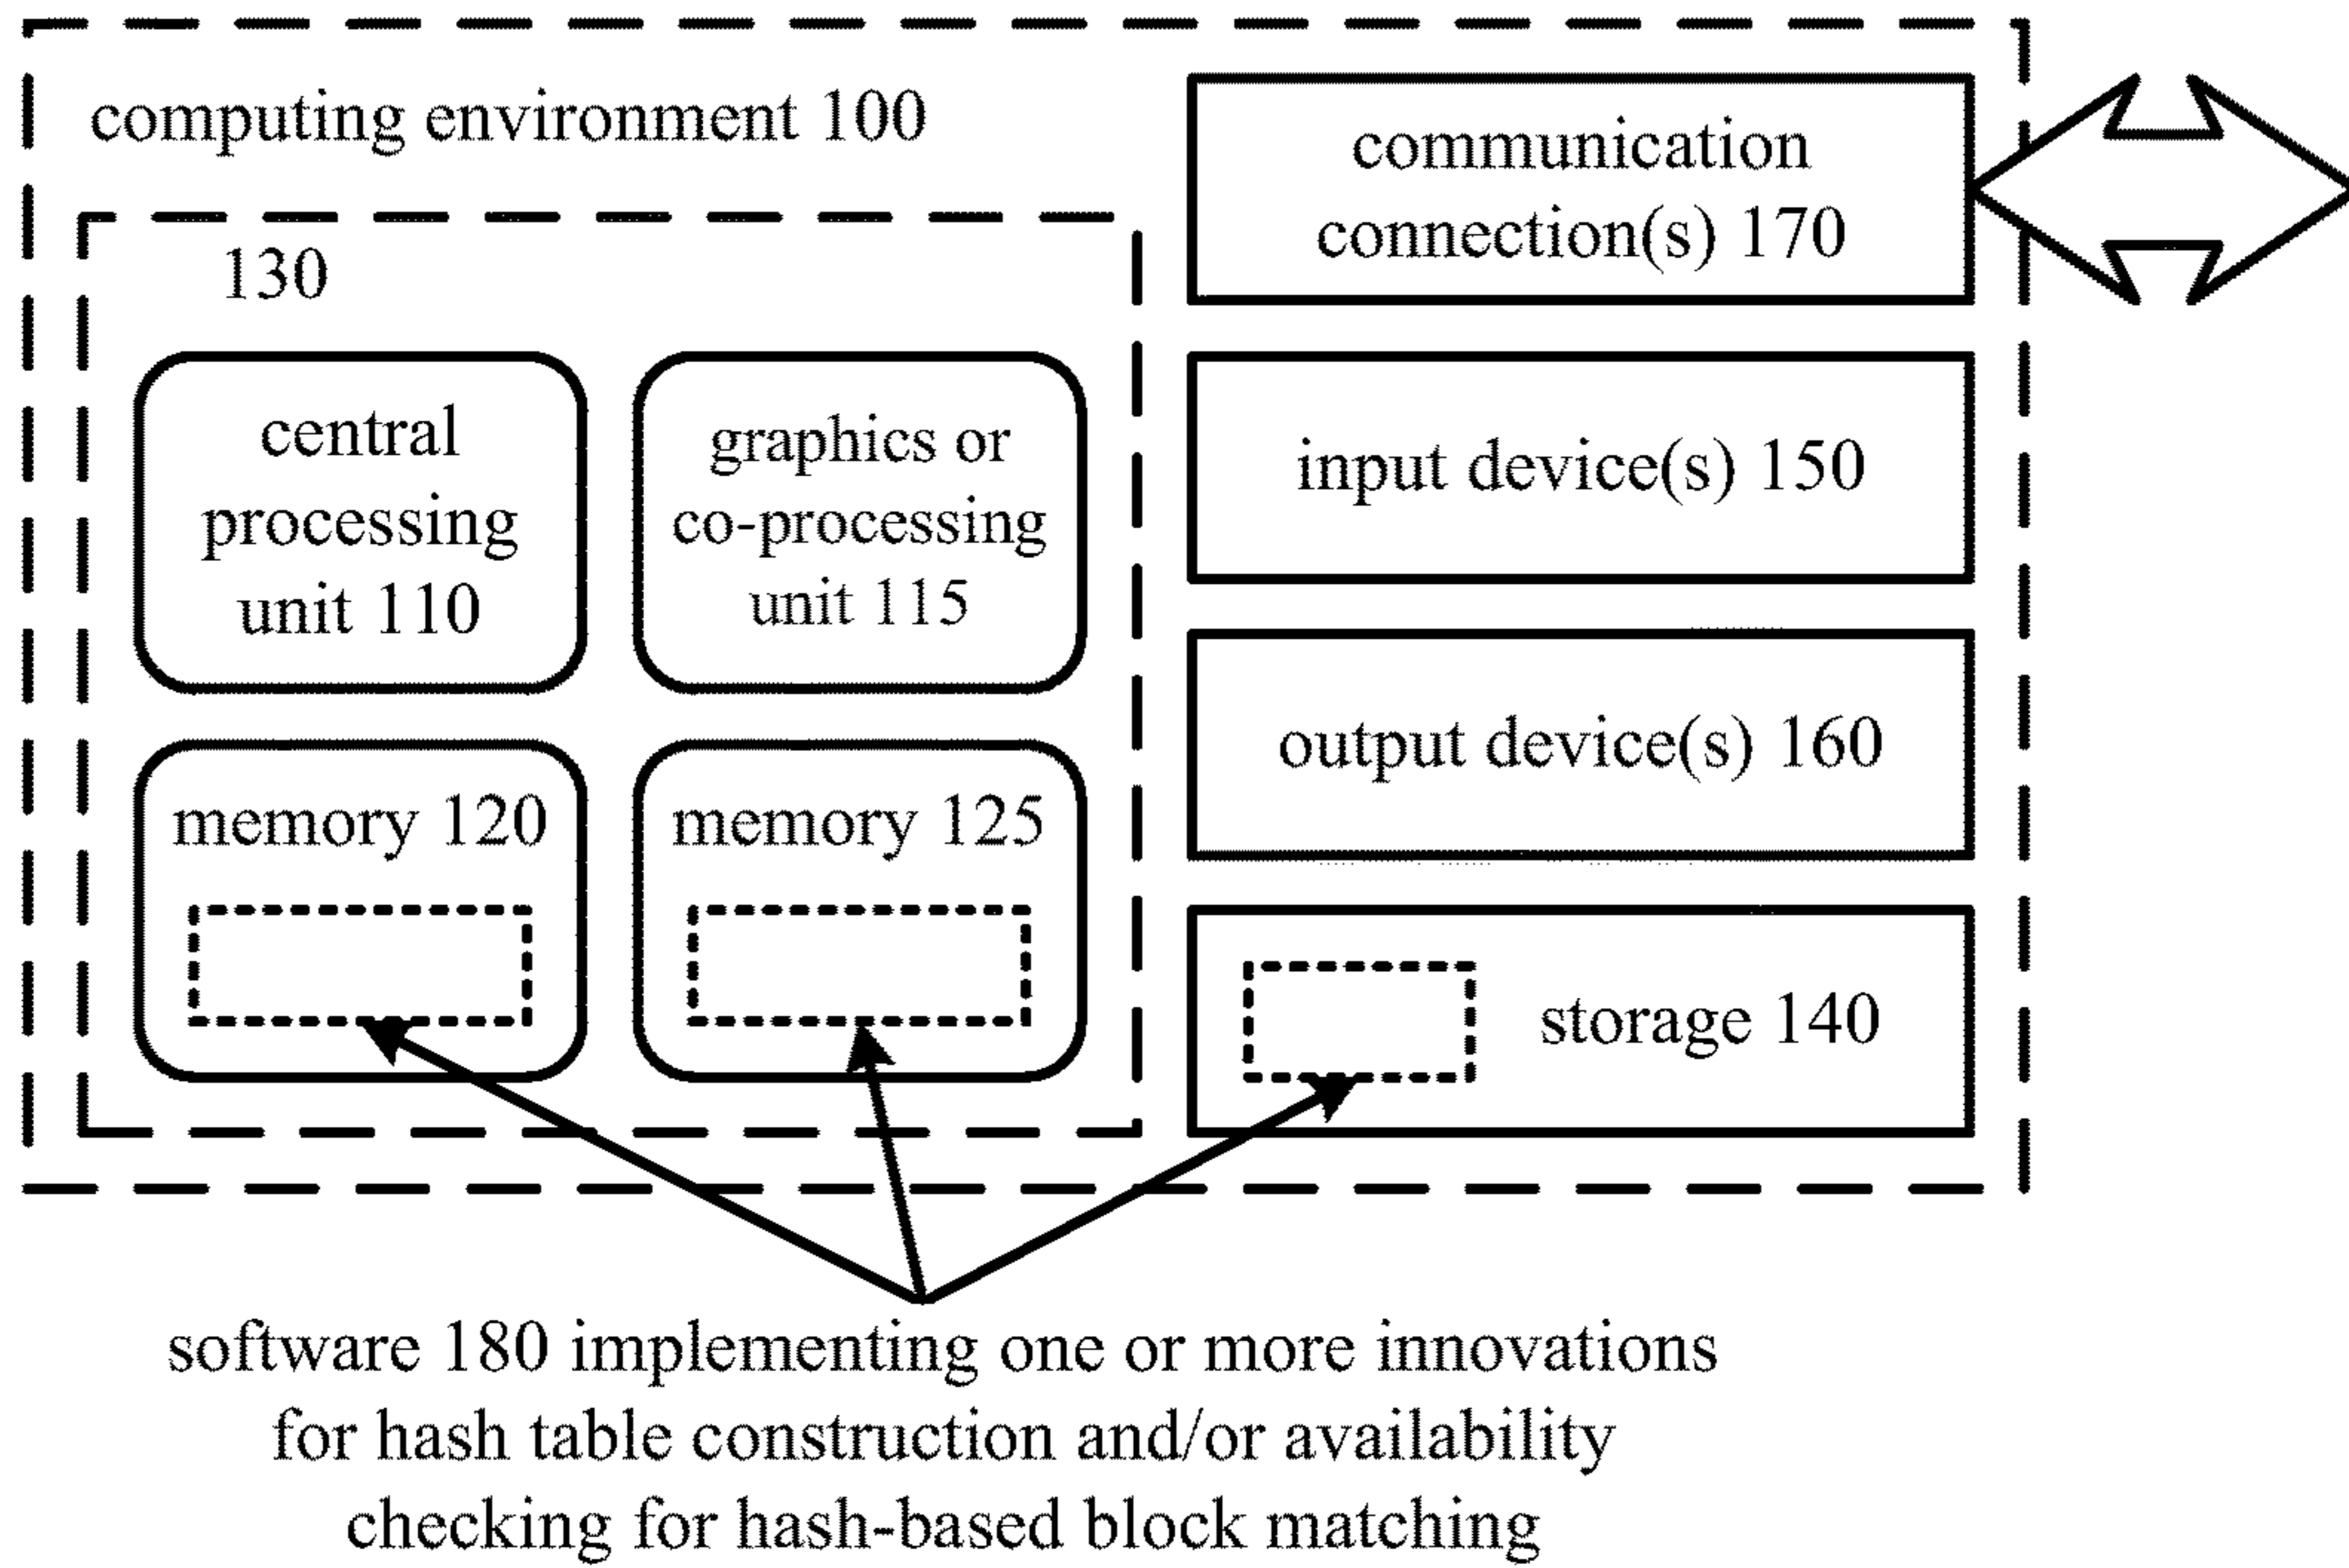 computing environment 100
130
central
processing
unit 110
graphics or
co-processing
unit 115
memory 120
memory 125
communication
connection(s) 170
input device(s) 150
output device(s) 160
storage 140
software 180 implementing one or more innovations
for hash table construction and/or availability
checking for hash-based block matching